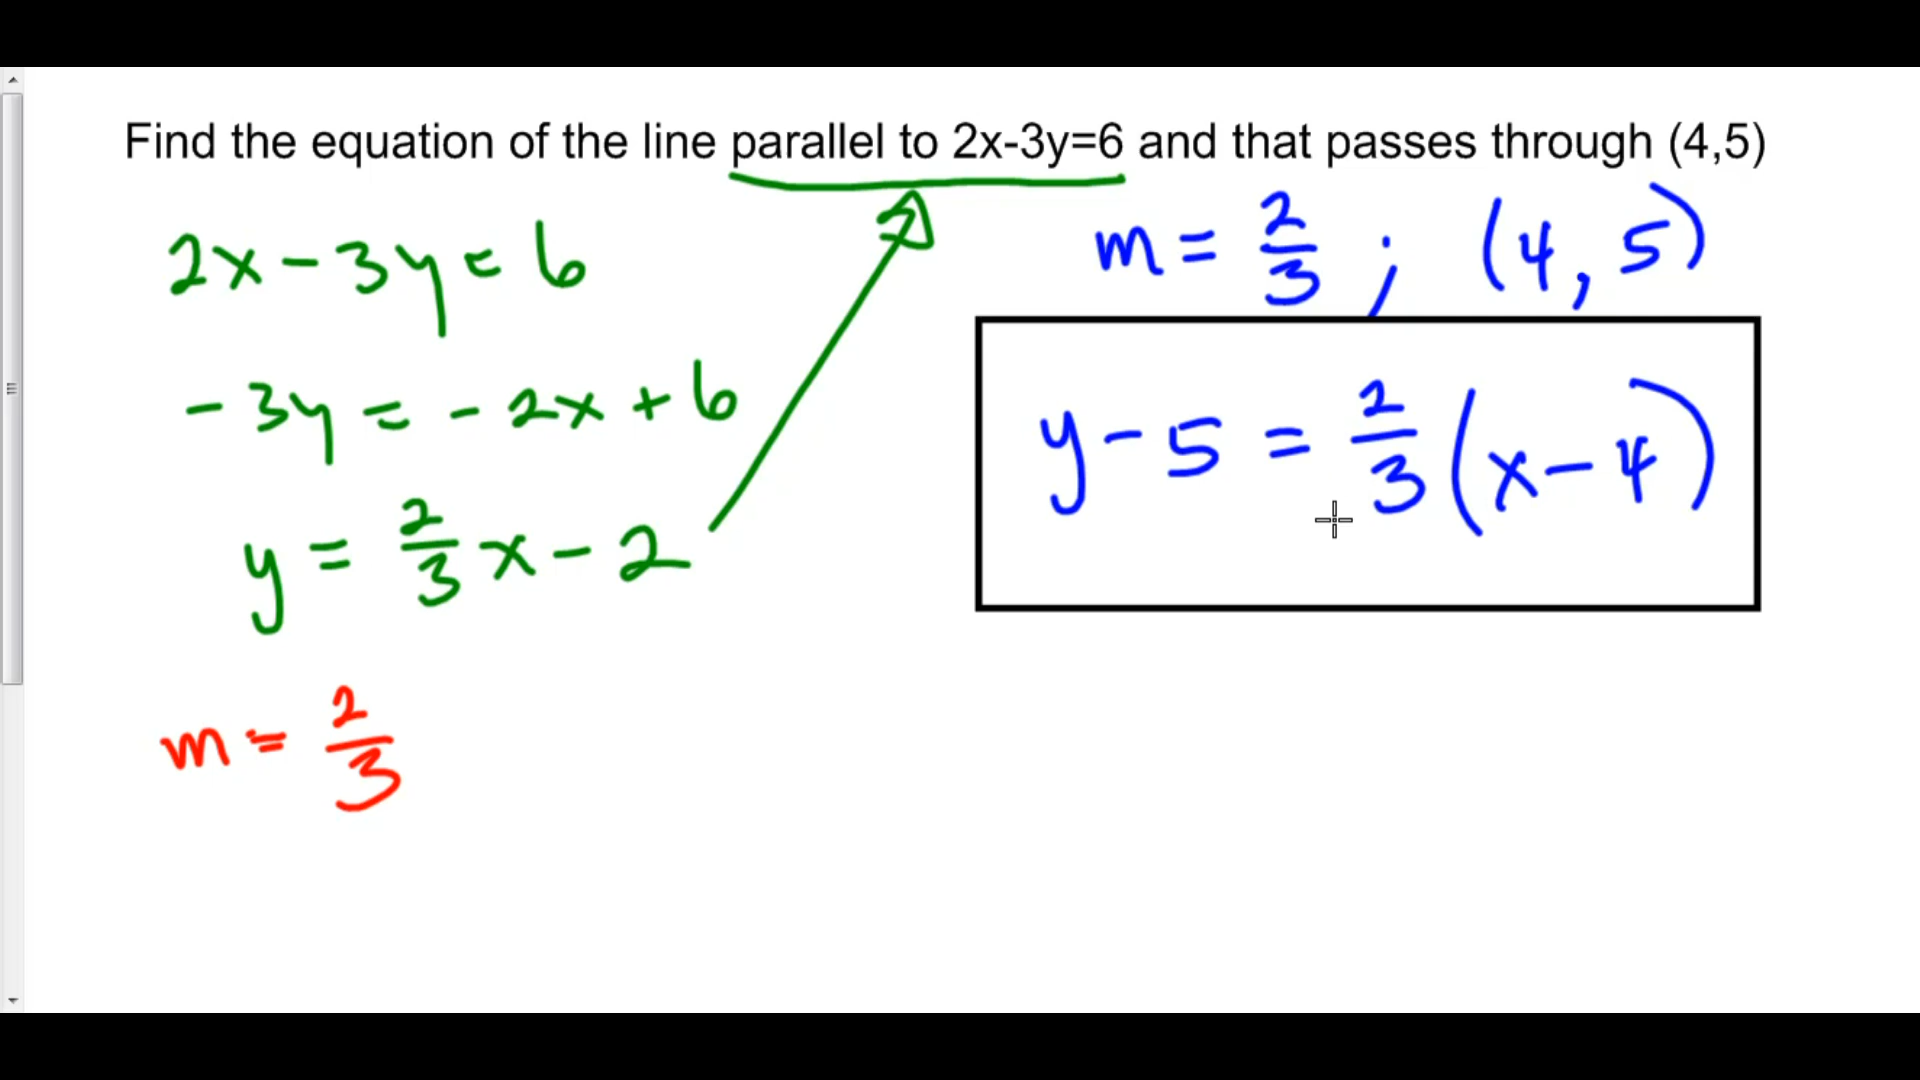 Find the equation of the line parallel to 2x-3y=6 and that passes through (4,5)
2x - 3y = 6
- 3y = - 2x + 6
y = 2/3 x - 2
m = 2/3
m = 2/3 ; (4, 5)
y - 5 = 2/3 (x - 4)